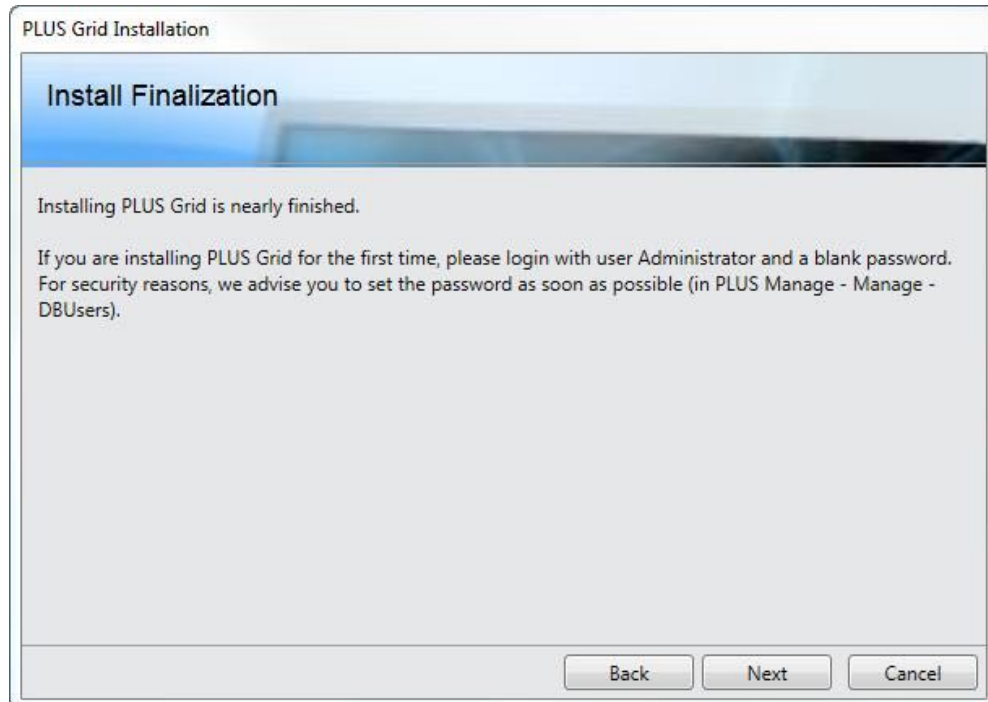 PLUS Grid Installation
Install Finalization
Installing PLUS Grid is nearly finished.
If you are installing PLUS Grid for the first time, please login with user Administrator and a blank password.
For security reasons, we advise you to set the password as soon as possible (in PLUS Manage - Manage -
DBUsers).
Back Next Cancel